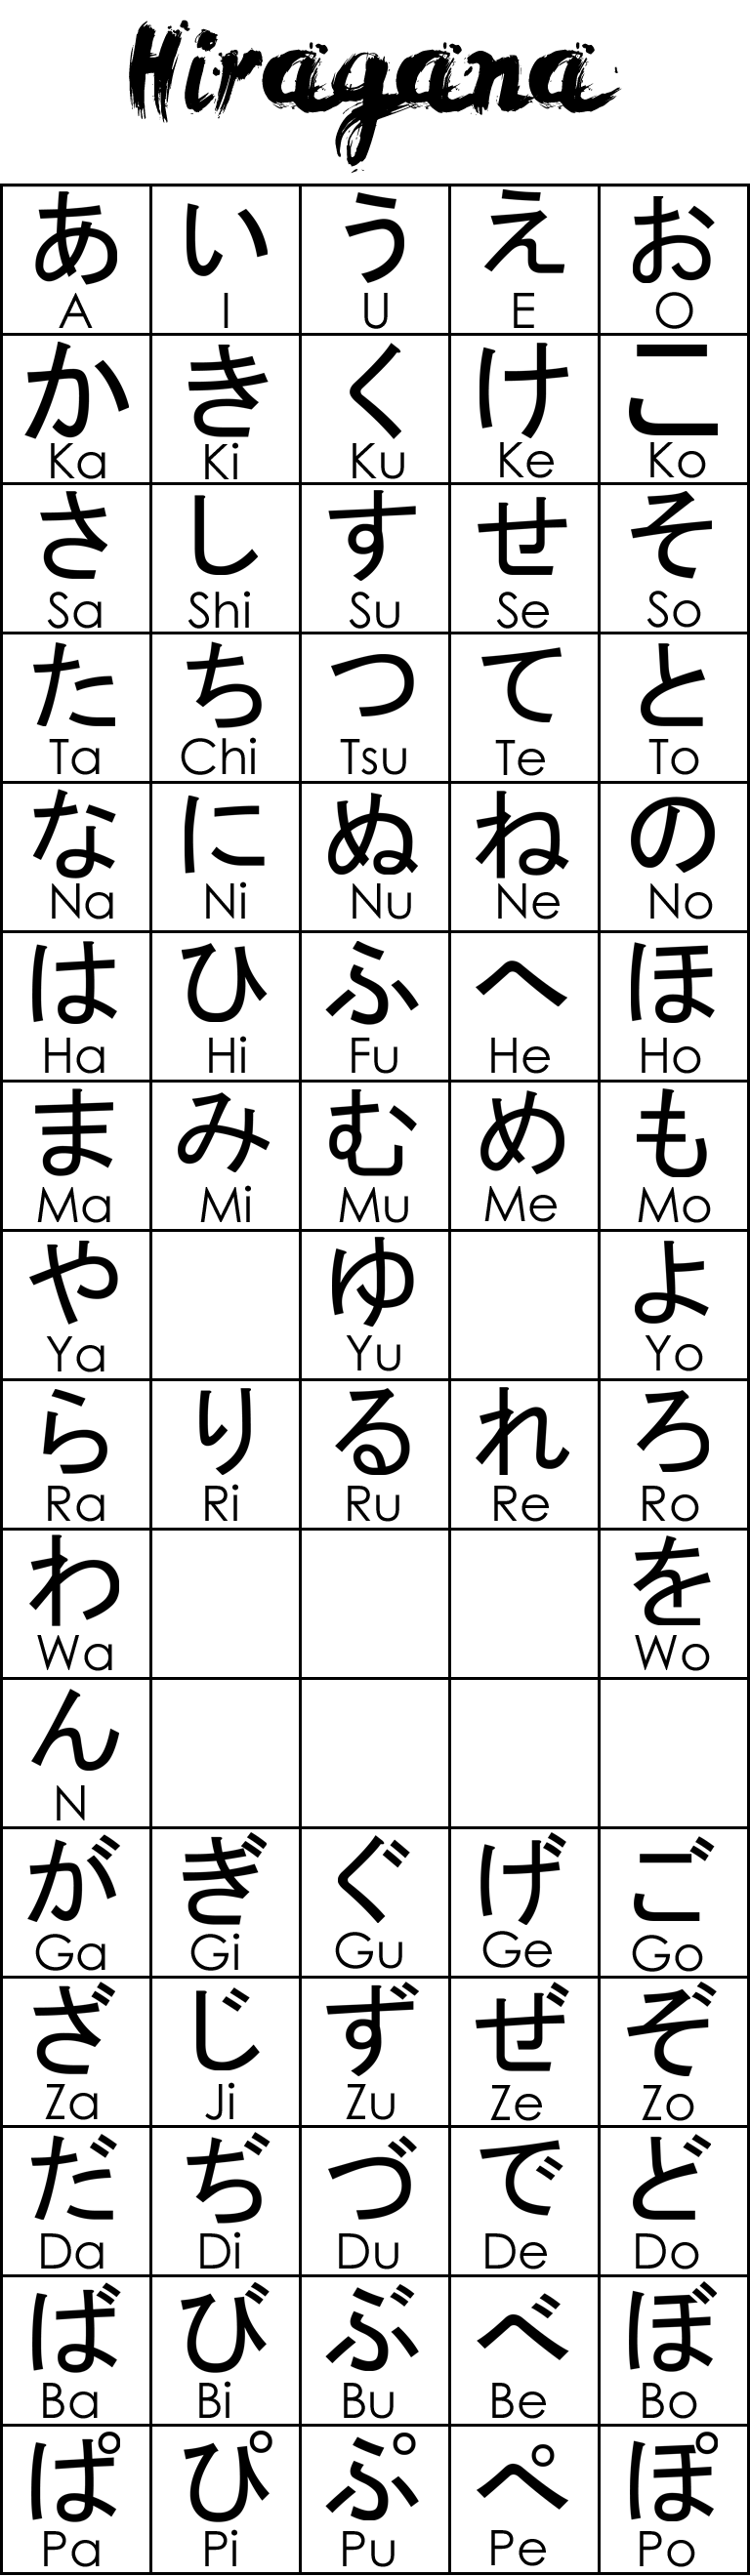 Hiragana
あ い う え お
A I U E O
か き く け こ
Ka Ki Ku Ke Ko
さ し す せ そ
Sa Shi Su Se So
た ち つ て と
Ta Chi Tsu Te To
な に ぬ ね の
Na Ni Nu Ne No
は ひ ふ へ ほ
Ha Hi Fu He Ho
ま み む め も
Ma Mi Mu Me Mo
や ゆ よ
Ya Yu Yo
ら り る れ ろ
Ra Ri Ru Re Ro
わ を
Wa Wo
ん
N
が ぎ ぐ げ ご
Ga Gi Gu Ge Go
ざ じ ず ぜ ぞ
Za Ji Zu Ze Zo
だ ぢ づ で ど
Da Di Du De Do
ば び ぶ べ ぼ
Ba Bi Bu Be Bo
ぱ ぴ ぷ ぺ ぽ
Pa Pi Pu Pe Po